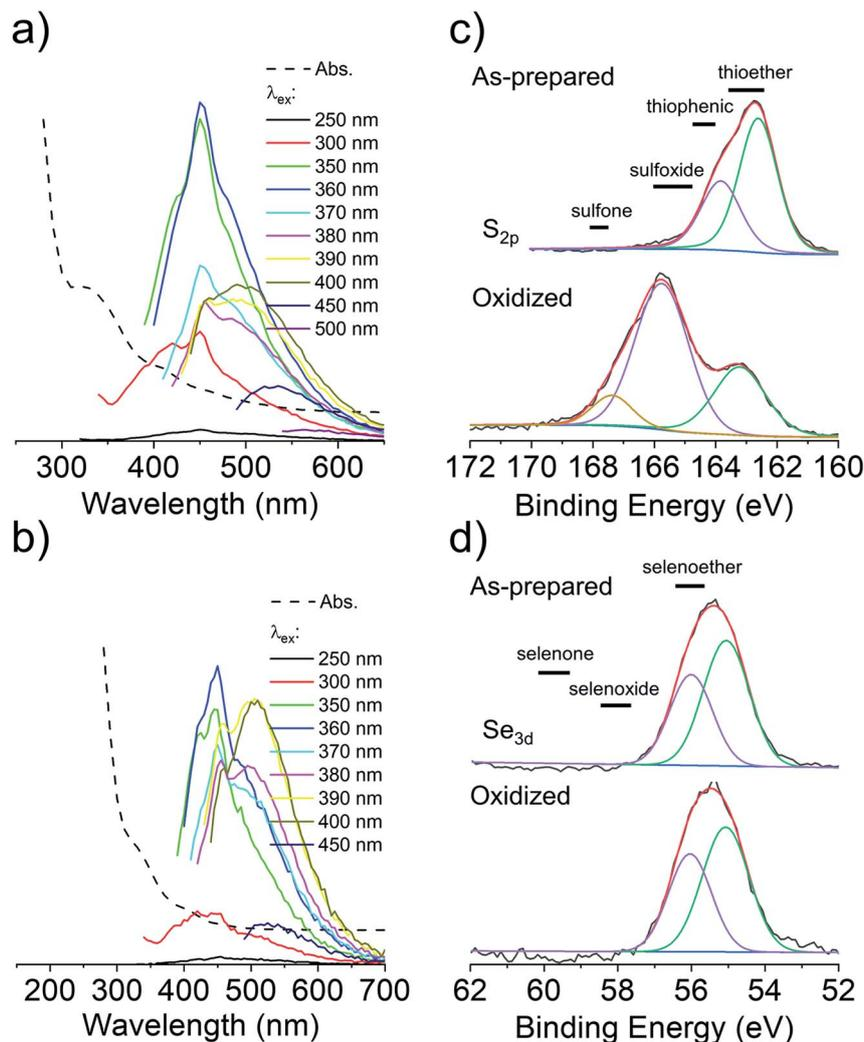 a)
Abs.
λex:
250 nm
300 nm
350 nm
360 nm
370 nm
380 nm
390 nm
400 nm
450 nm
500 nm
300 400 500 600
Wavelength (nm)
c)
As-prepared
thioether
thiophenic
sulfoxide
sulfone
S2p
Oxidized
172 170 168 166 164 162 160
Binding Energy (eV)
b)
Abs.
λex:
250 nm
300 nm
350 nm
360 nm
370 nm
380 nm
390 nm
400 nm
450 nm
200 300 400 500 600 700
Wavelength (nm)
d)
As-prepared
selenoether
selenone
selenoxide
Se3d
Oxidized
62 60 58 56 54 52
Binding Energy (eV)